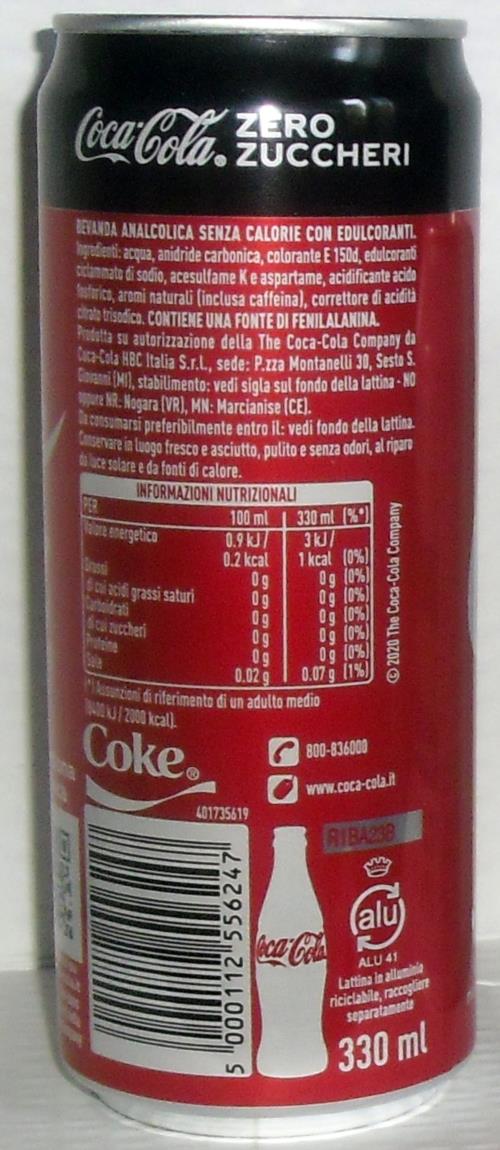 Coca-Cola® ZERO
ZUCCHERI
BEVANDA ANALCOLICA SENZA CALORIE CON EDULCORANTI.
Ingredienti: acqua, anidride carbonica, colorante E 150d, edulcoranti
ciclammato di sodio, acesulfame K e aspartame, acidificante acido
fosforico, aromi naturali (inclusa caffeina), correttore di acidità
citrato trisodico. CONTIENE UNA FONTE DI FENILALANINA.
Prodotta su autorizzazione della The Coca-Cola Company da
Coca-Cola HBC Italia S.r.l., sede: P.zza Montanelli 30, Sesto S.
Giovanni (MI), stabilimento: vedi sigla sul fondo della lattina - NO
oppure NR: Nogara (VR), MN: Marcianise (CE).
Da consumarsi preferibilmente entro il: vedi fondo della lattina.
Conservare in luogo fresco e asciutto, pulito e senza odori, al riparo
da luce solare e da fonti di calore.
INFORMAZIONI NUTRIZIONALI
PER 100 ml 330 ml (%*)
Valore energetico 0.9 kJ/ 3 kJ/
0.2 kcal 1 kcal (0%)
Grassi 0 g 0 g (0%)
di cui acidi grassi saturi 0 g 0 g (0%)
Carboidrati 0 g 0 g (0%)
di cui zuccheri 0 g 0 g (0%)
Proteine 0 g 0 g (0%)
Sale 0.02 g 0.07 g (1%)
(*) Assunzioni di riferimento di un adulto medio
(8400 kJ / 2000 kcal).
© 2020 The Coca-Cola Company
Coke®
800-836000
www.coca-cola.it
401735619
5 000112 556247
Coca-Cola
R1BA23B
alu
ALU 41
Lattina in alluminio
riciclabile, raccogliere
separatamente
330 ml